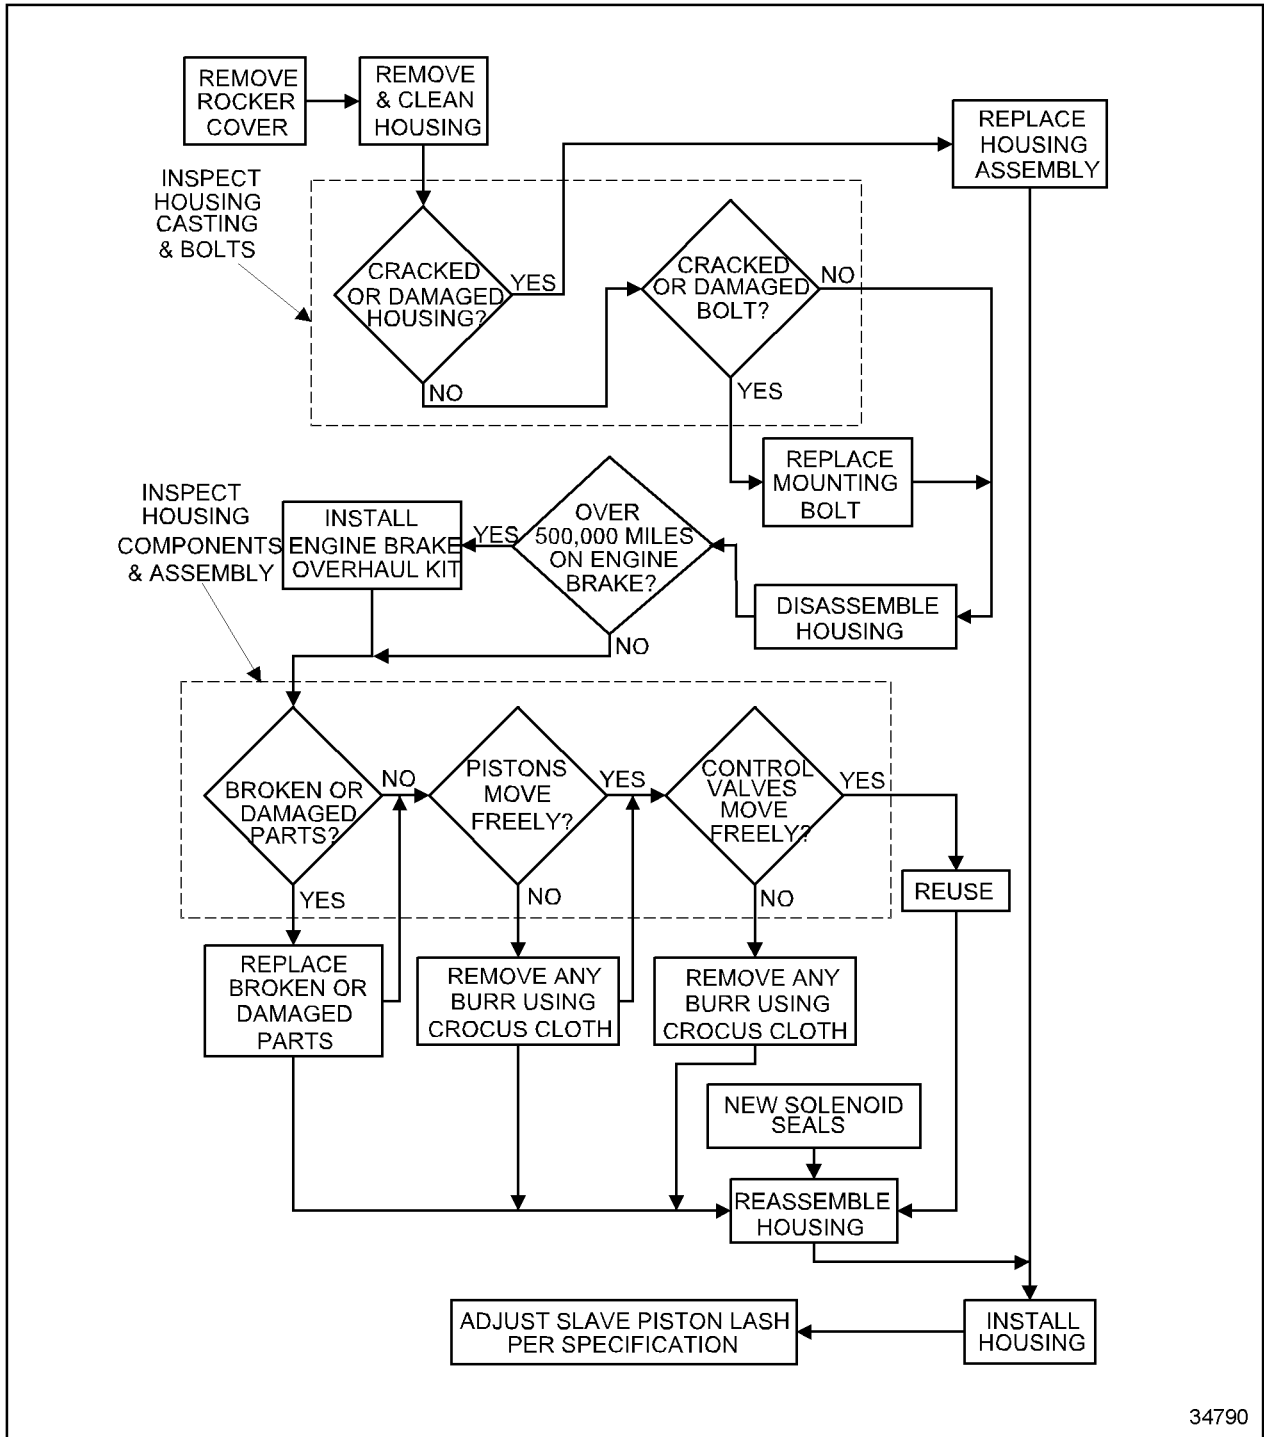 REMOVE
ROCKER
COVER
REMOVE
& CLEAN
HOUSING
REPLACE
HOUSING
ASSEMBLY
INSPECT
HOUSING
CASTING
& BOLTS
CRACKED
OR DAMAGED
HOUSING?
YES
NO
CRACKED
OR DAMAGED
BOLT?
NO
YES
REPLACE
MOUNTING
BOLT
INSPECT
HOUSING
COMPONENTS
& ASSEMBLY
INSTALL
ENGINE BRAKE
OVERHAUL KIT
YES
OVER
500,000 MILES
ON ENGINE
BRAKE?
NO
DISASSEMBLE
HOUSING
BROKEN OR
DAMAGED
PARTS?
NO
YES
PISTONS
MOVE
FREELY?
YES
NO
CONTROL
VALVES
MOVE
FREELY?
YES
NO
REUSE
REPLACE
BROKEN OR
DAMAGED
PARTS
REMOVE ANY
BURR USING
CROCUS CLOTH
REMOVE ANY
BURR USING
CROCUS CLOTH
NEW SOLENOID
SEALS
REASSEMBLE
HOUSING
ADJUST SLAVE PISTON LASH
PER SPECIFICATION
INSTALL
HOUSING
34790